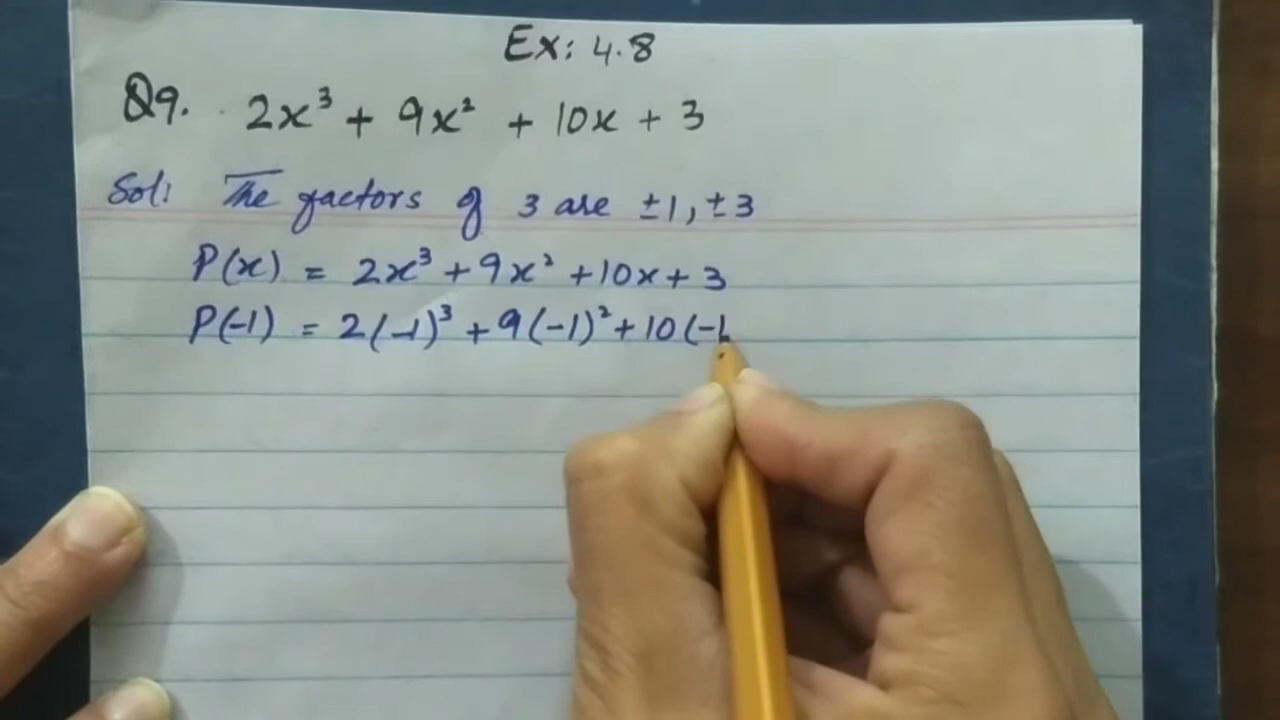 Ex: 4.8
Q9. 2x³ + 9x² + 10x + 3
Sol: The factors of 3 are ±1, ±3
P(x) = 2x³ + 9x² + 10x + 3
P(-1) = 2(-1)³ + 9(-1)² + 10(-1